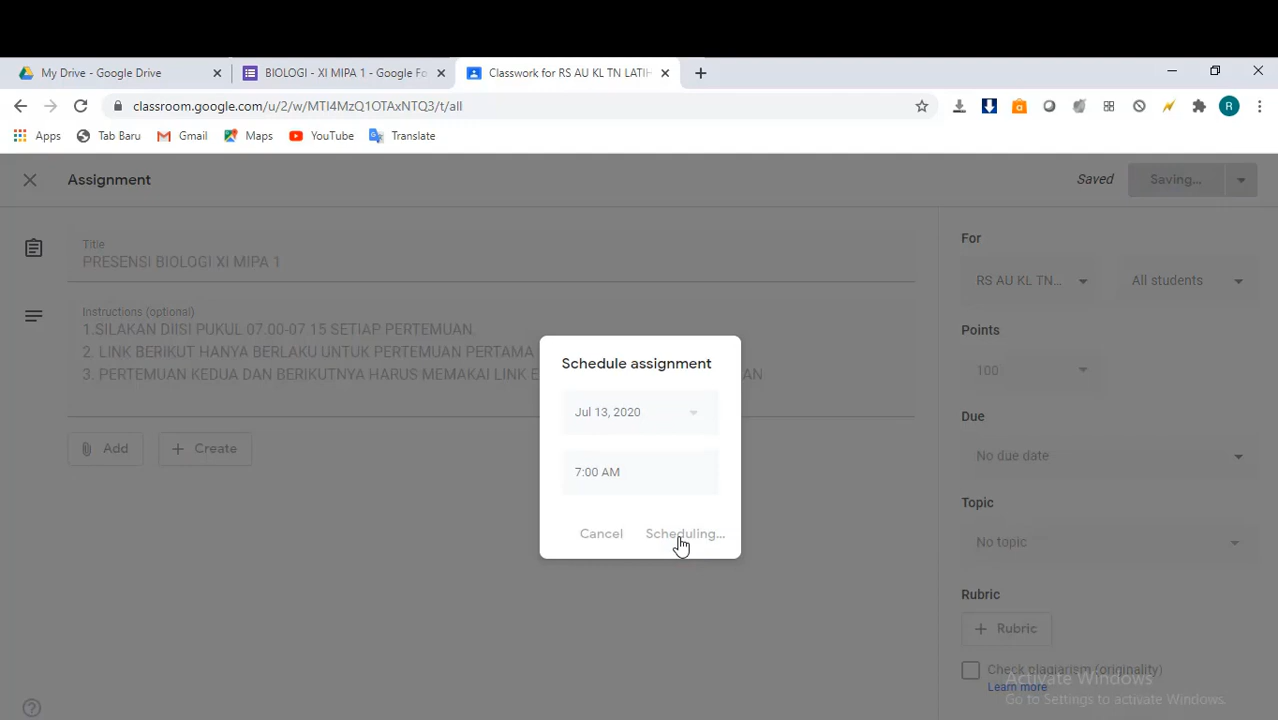 My Drive - Google Drive
BIOLOGI - XI MIPA 1 - Google Fo
Classwork for RS AU KL TN LATIH
classroom.google.com/u/2/w/MTI4MzQ1OTAxNTQ3/t/all
R
Apps
Tab Baru
Gmail
Maps
YouTube
Translate
Assignment
Saved
Saving...
Title
PRESENSI BIOLOGI XI MIPA 1
Instructions (optional)
1.SILAKAN DIISI PUKUL 07.00-07 15 SETIAP PERTEMUAN.
2. LINK BERIKUT HANYA BERLAKU UNTUK PERTEMUAN PERTAMA
3. PERTEMUAN KEDUA DAN BERIKUTNYA HARUS MEMAKAI LINK
Add
Create
Schedule assignment
Jul 13, 2020
7:00 AM
Cancel
Scheduling...
For
RS AU KL TN...
All students
Points
100
Due
No due date
Topic
No topic
Rubric
Rubric
Check plagiarism (originality)
Learn more
Activate Windows
Go to Settings to activate Windows.